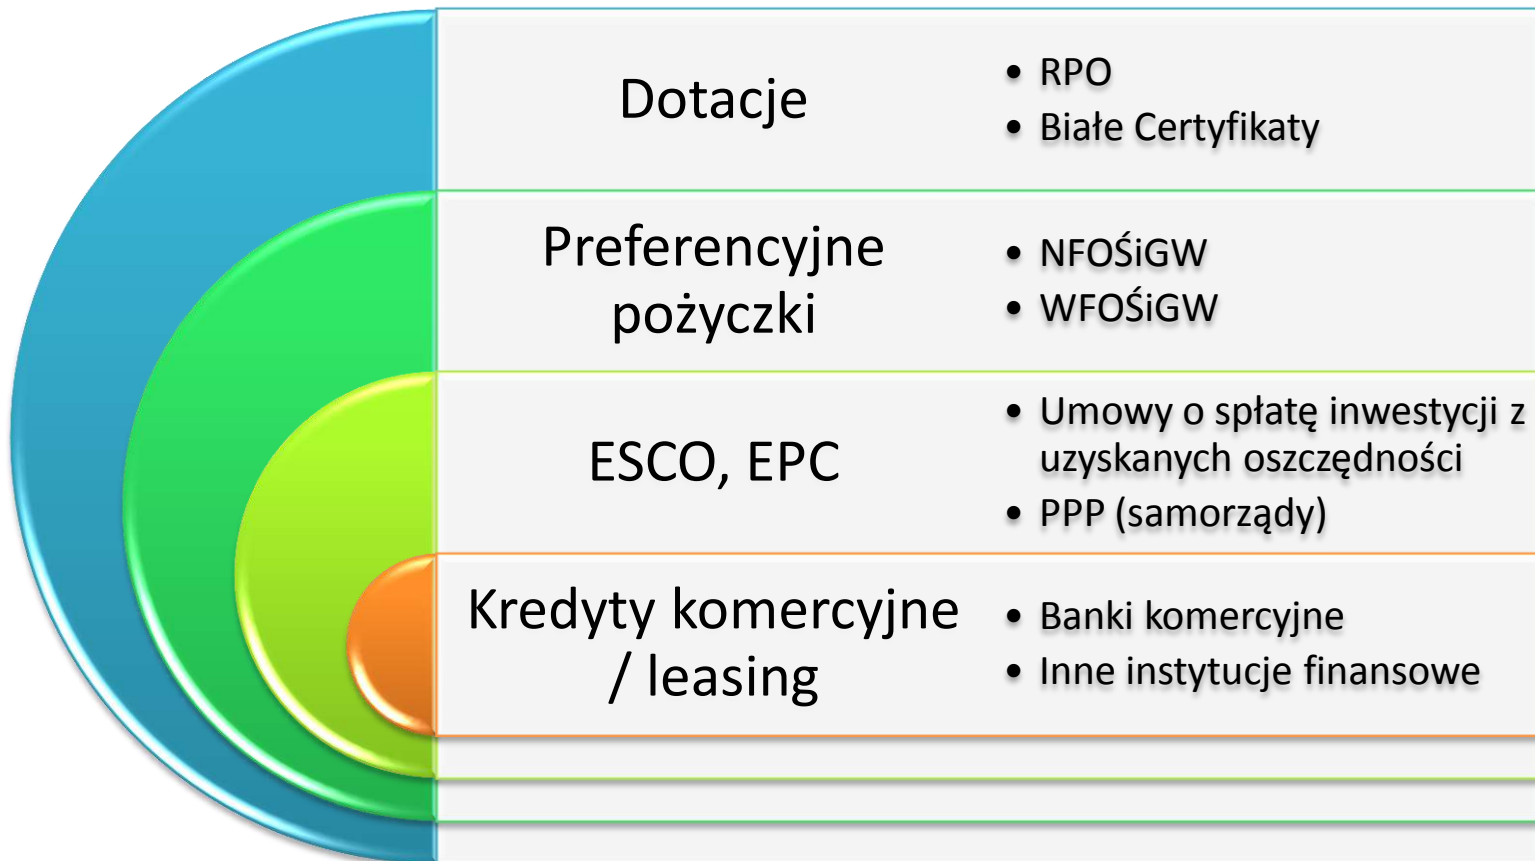 Dotacje
• RPO
• Białe Certyfikaty
Preferencyjne
pożyczki
• NFOŚiGW
• WFOŚiGW
ESCO, EPC
• Umowy o spłatę inwestycji z
uzyskanych oszczędności
• PPP (samorządy)
Kredyty komercyjne
/ leasing
• Banki komercyjne
• Inne instytucje finansowe